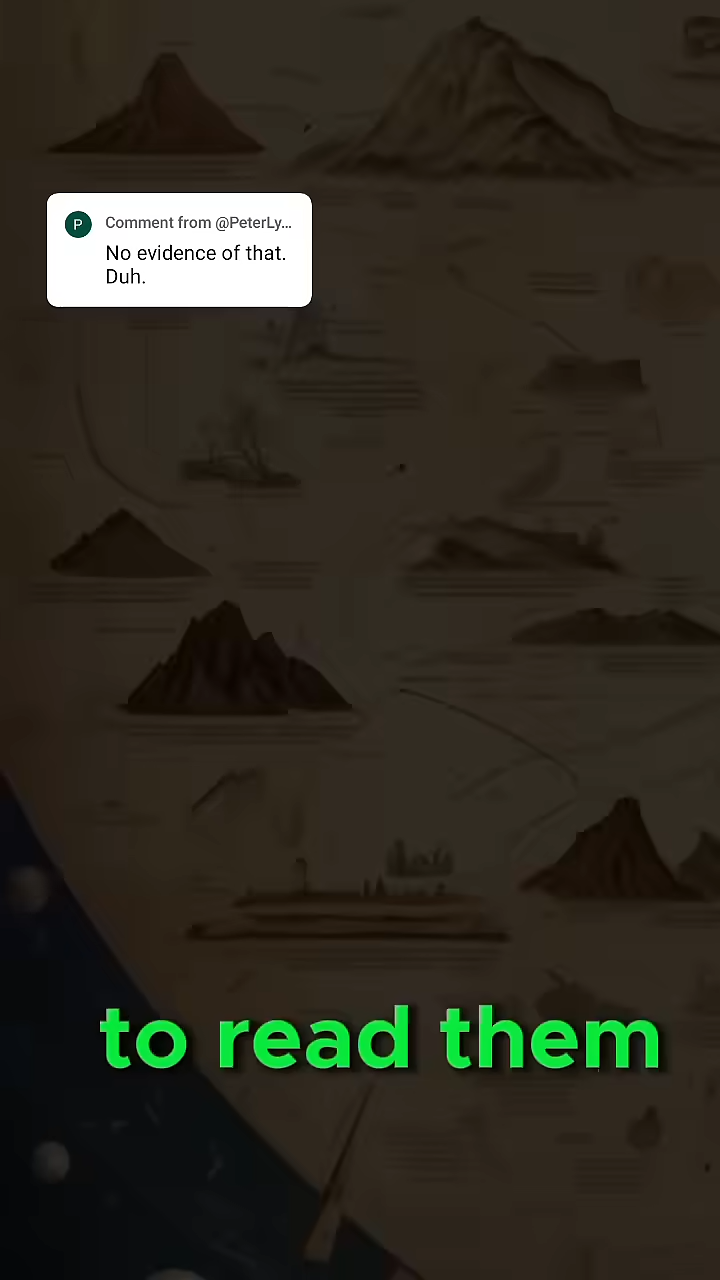 Comment from @PeterLy...
No evidence of that.
Duh.
to read them